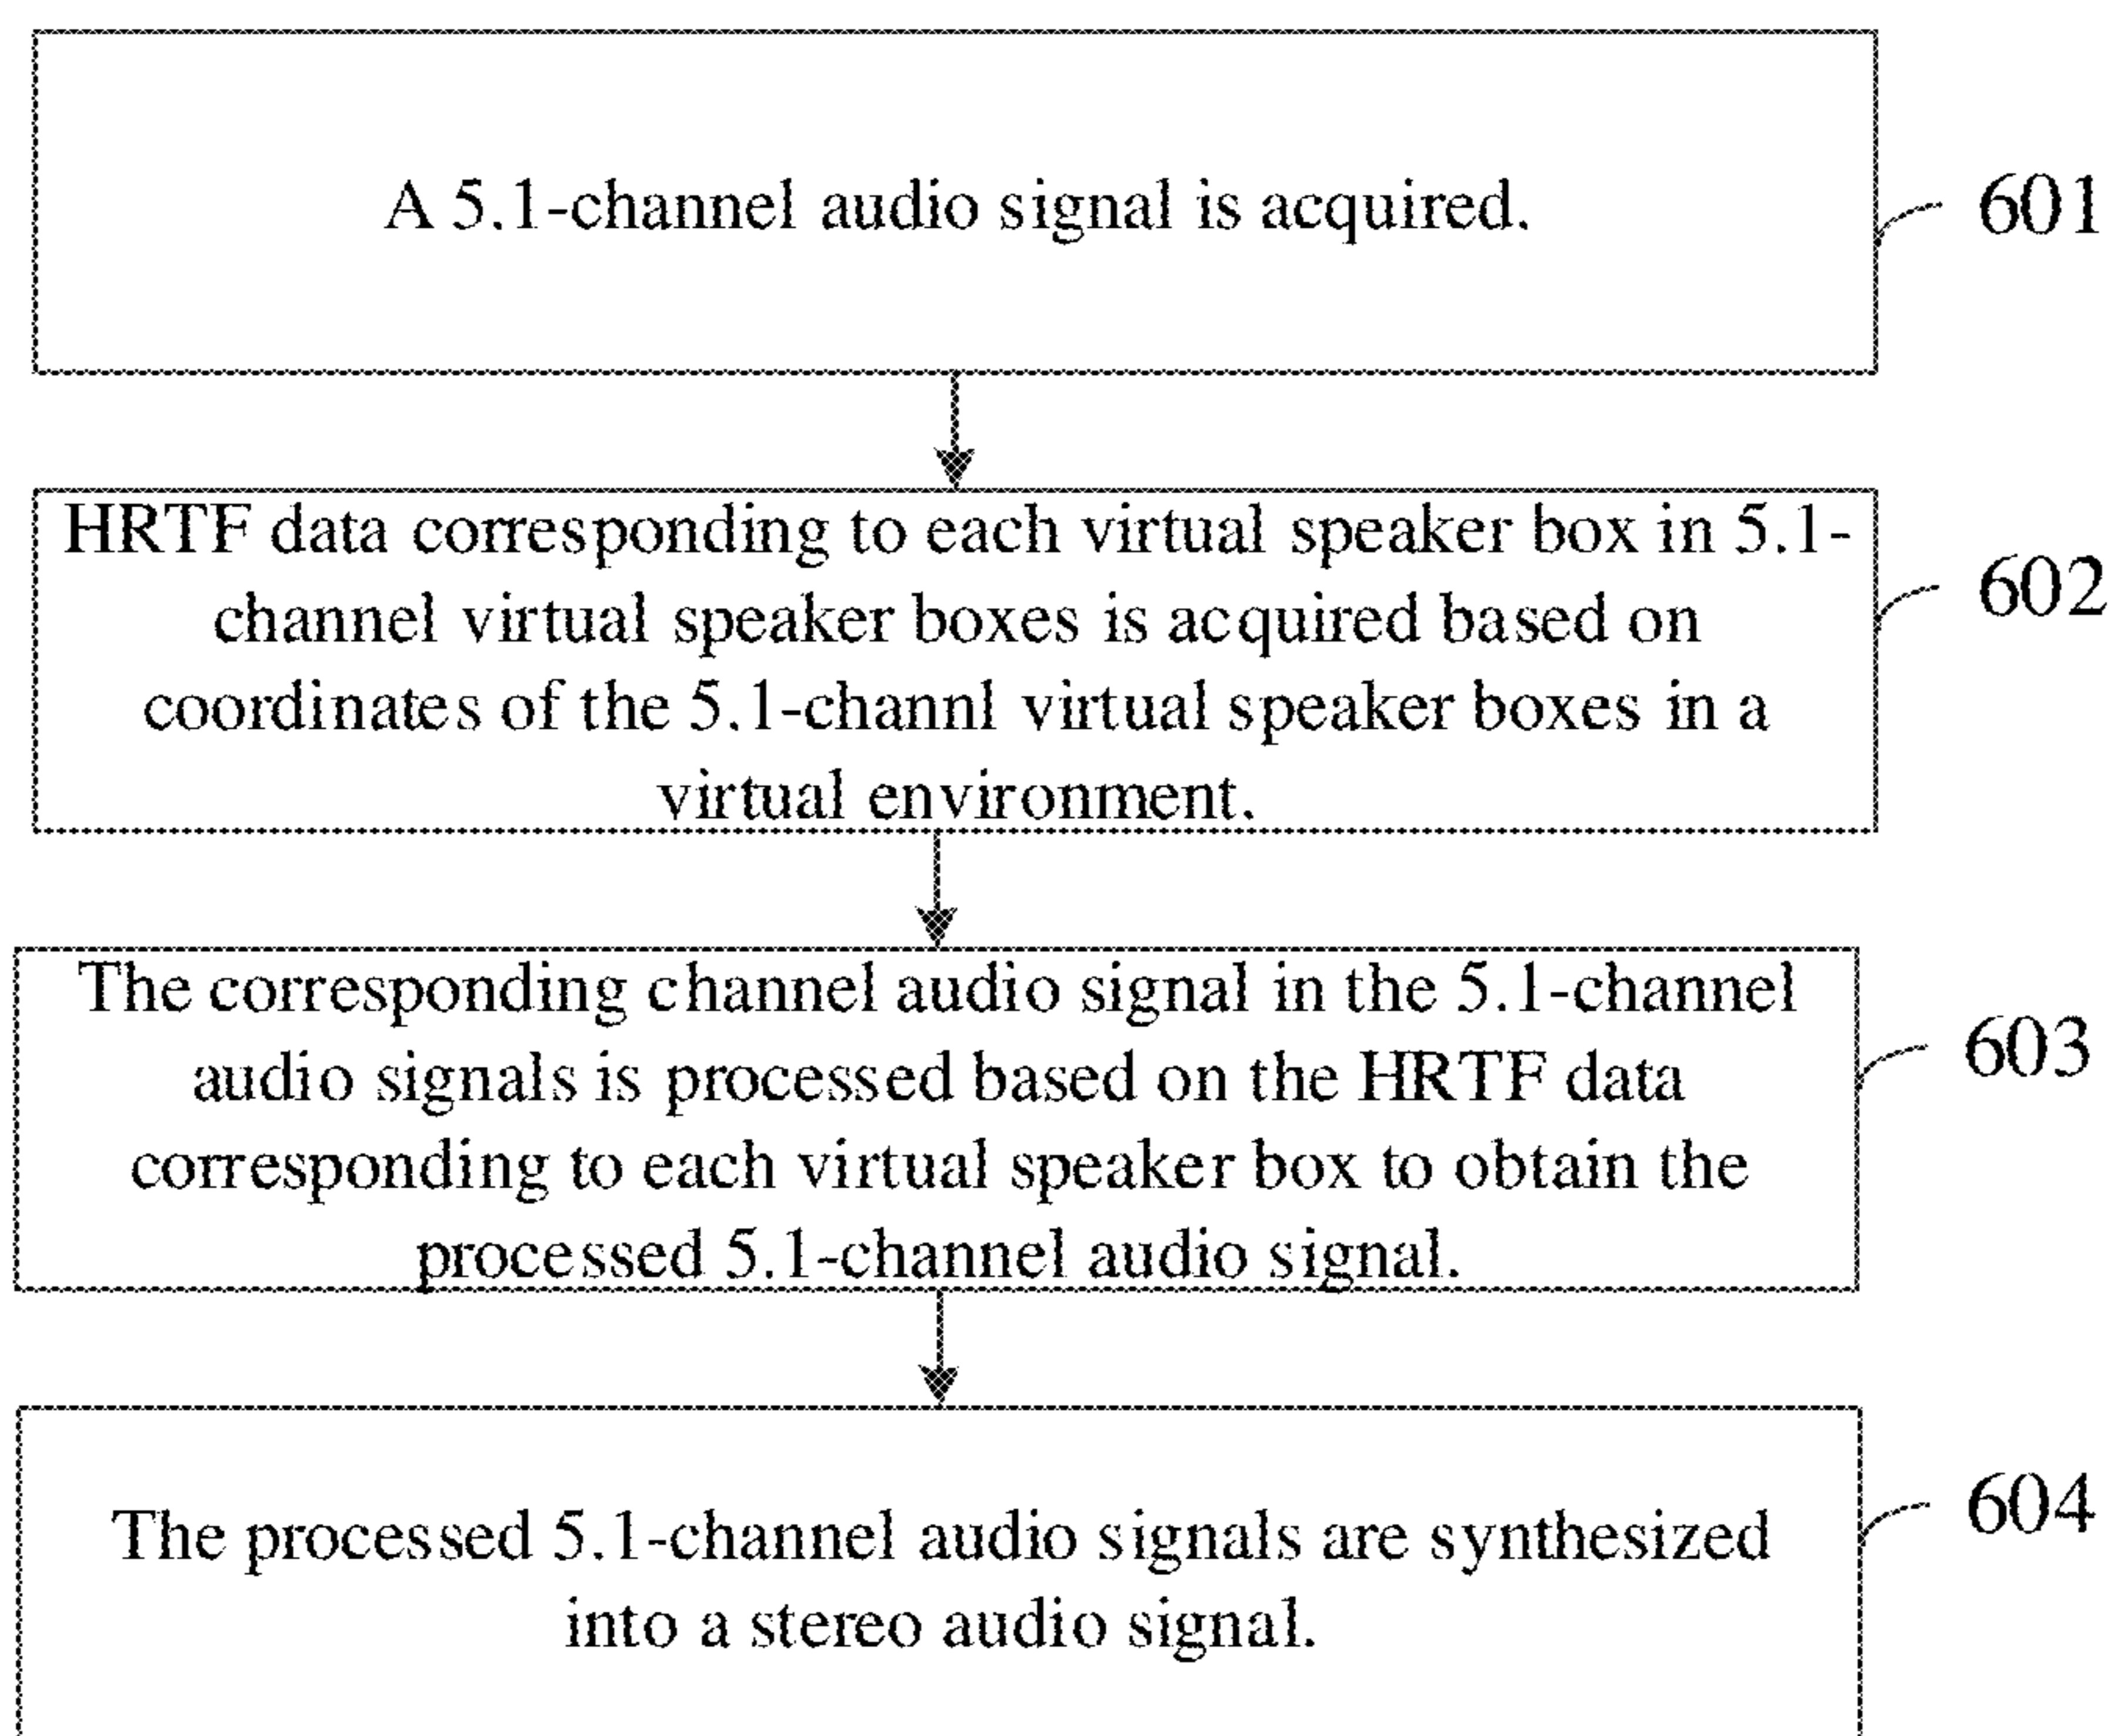 A 5.1-channel audio signal is acquired.
601
HRTF data corresponding to each virtual speaker box in 5.1-
channel virtual speaker boxes is acquired based on
coordinates of the 5.1-channl virtual speaker boxes in a
virtual environment.
602
The corresponding channel audio signal in the 5.1-channel
audio signals is processed based on the HRTF data
corresponding to each virtual speaker box to obtain the
processed 5.1-channel audio signal.
603
The processed 5.1-channel audio signals are synthesized
into a stereo audio signal.
604